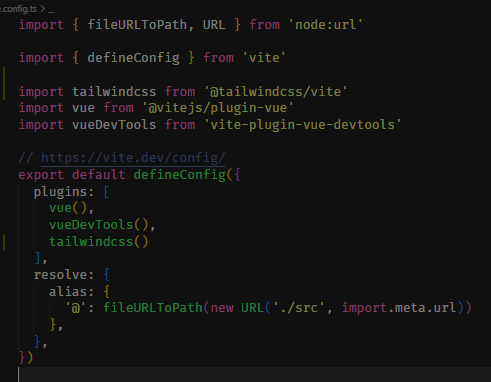 .config.ts > ...
import { fileURLToPath, URL } from 'node:url'
import { defineConfig } from 'vite'
import tailwindcss from '@tailwindcss/vite'
import vue from '@vitejs/plugin-vue'
import vueDevTools from 'vite-plugin-vue-devtools'
// https://vite.dev/config/
export default defineConfig({
  plugins: [
    vue(),
    vueDevTools(),
    tailwindcss()
  ],
  resolve: {
    alias: {
      '@': fileURLToPath(new URL('./src', import.meta.url))
    },
  },
})